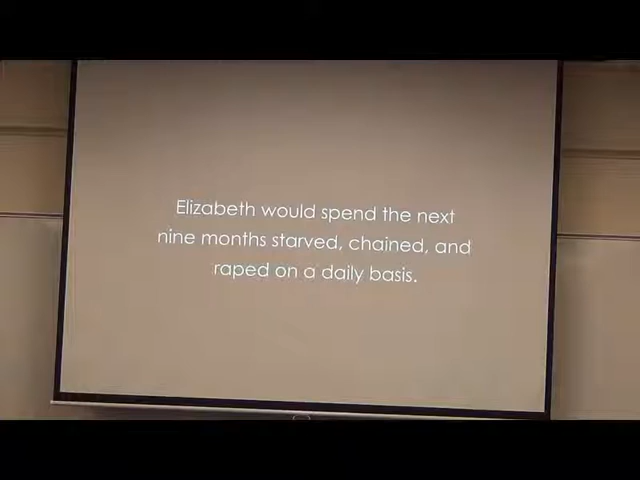 Elizabeth would spend the next
nine months starved, chained, and
raped on a daily basis.